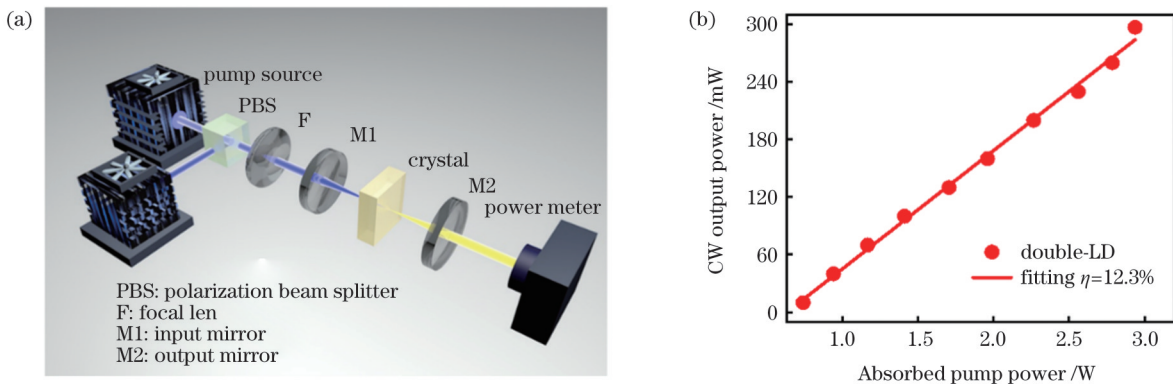 (a)
pump source
PBS
F
M1
crystal
M2
power meter
PBS: polarization beam splitter
F: focal len
M1: input mirror
M2: output mirror
(b)
CW output power /mW
300
240
180
120
60
0
1.0
1.5
2.0
2.5
3.0
Absorbed pump power /W
double-LD
fitting η=12.3%